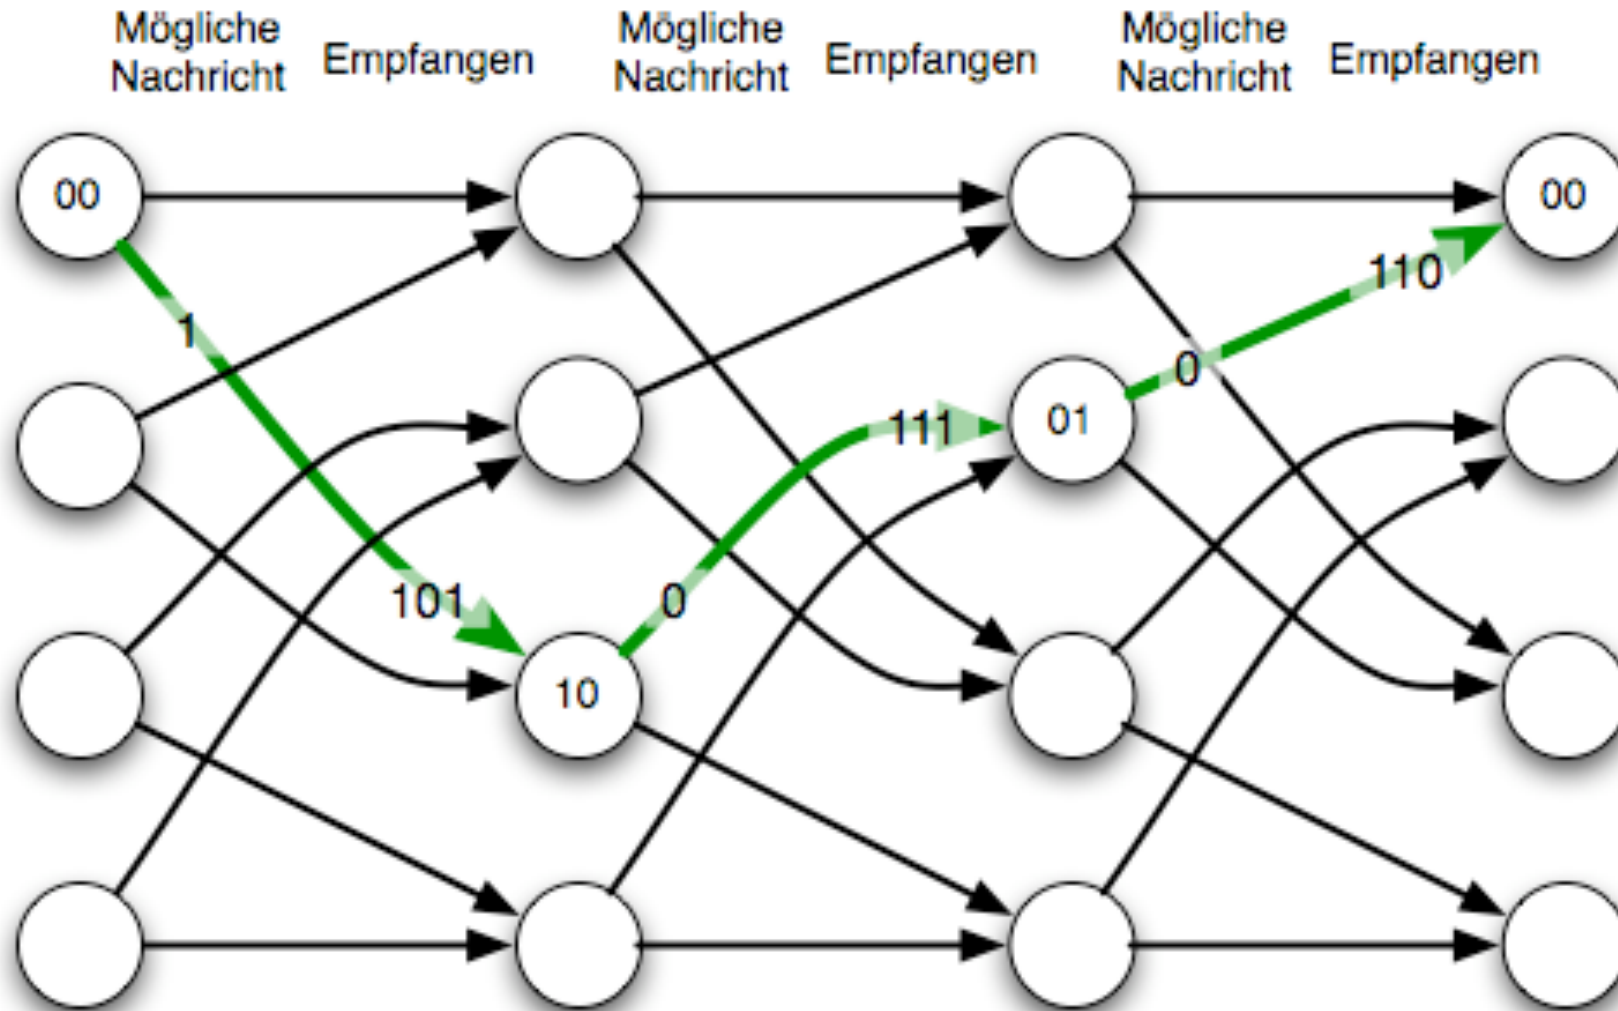 Mögliche
Nachricht
Empfangen
Mögliche
Nachricht
Empfangen
Mögliche
Nachricht
Empfangen
00
00
1
110
0
111
01
101
0
10